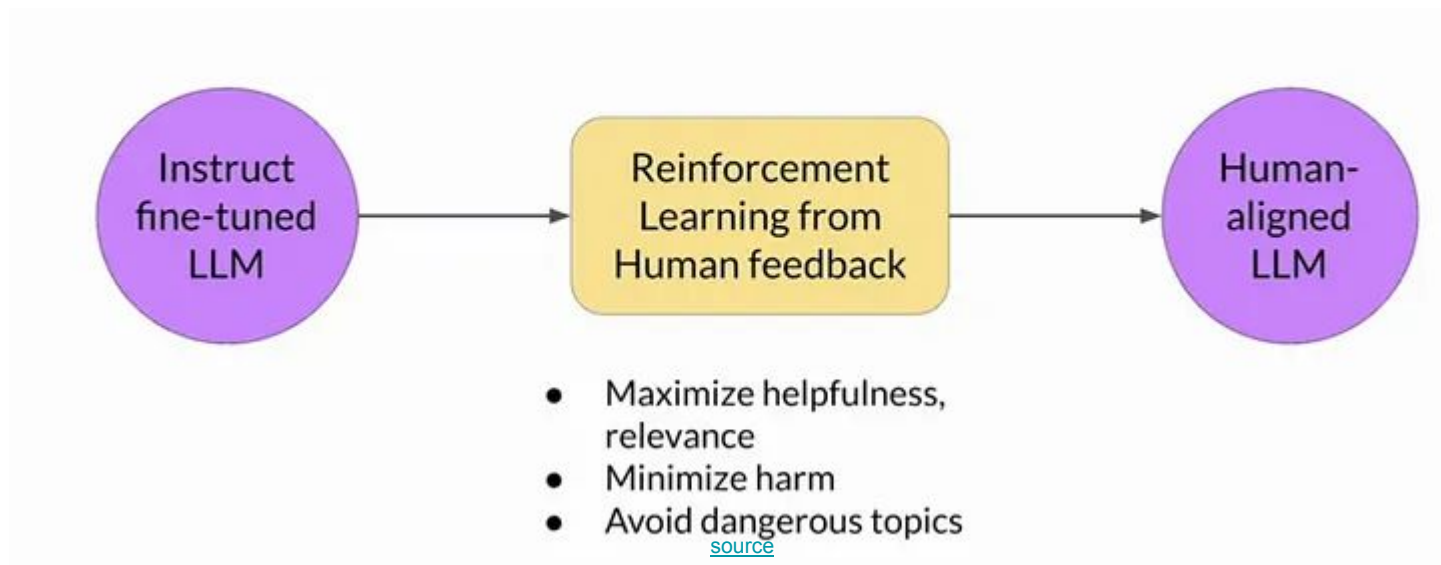 Instruct
fine-tuned
LLM
Reinforcement
Learning from
Human feedback
Human-
aligned
LLM
● Maximize helpfulness,
relevance
● Minimize harm
● Avoid dangerous topics
source